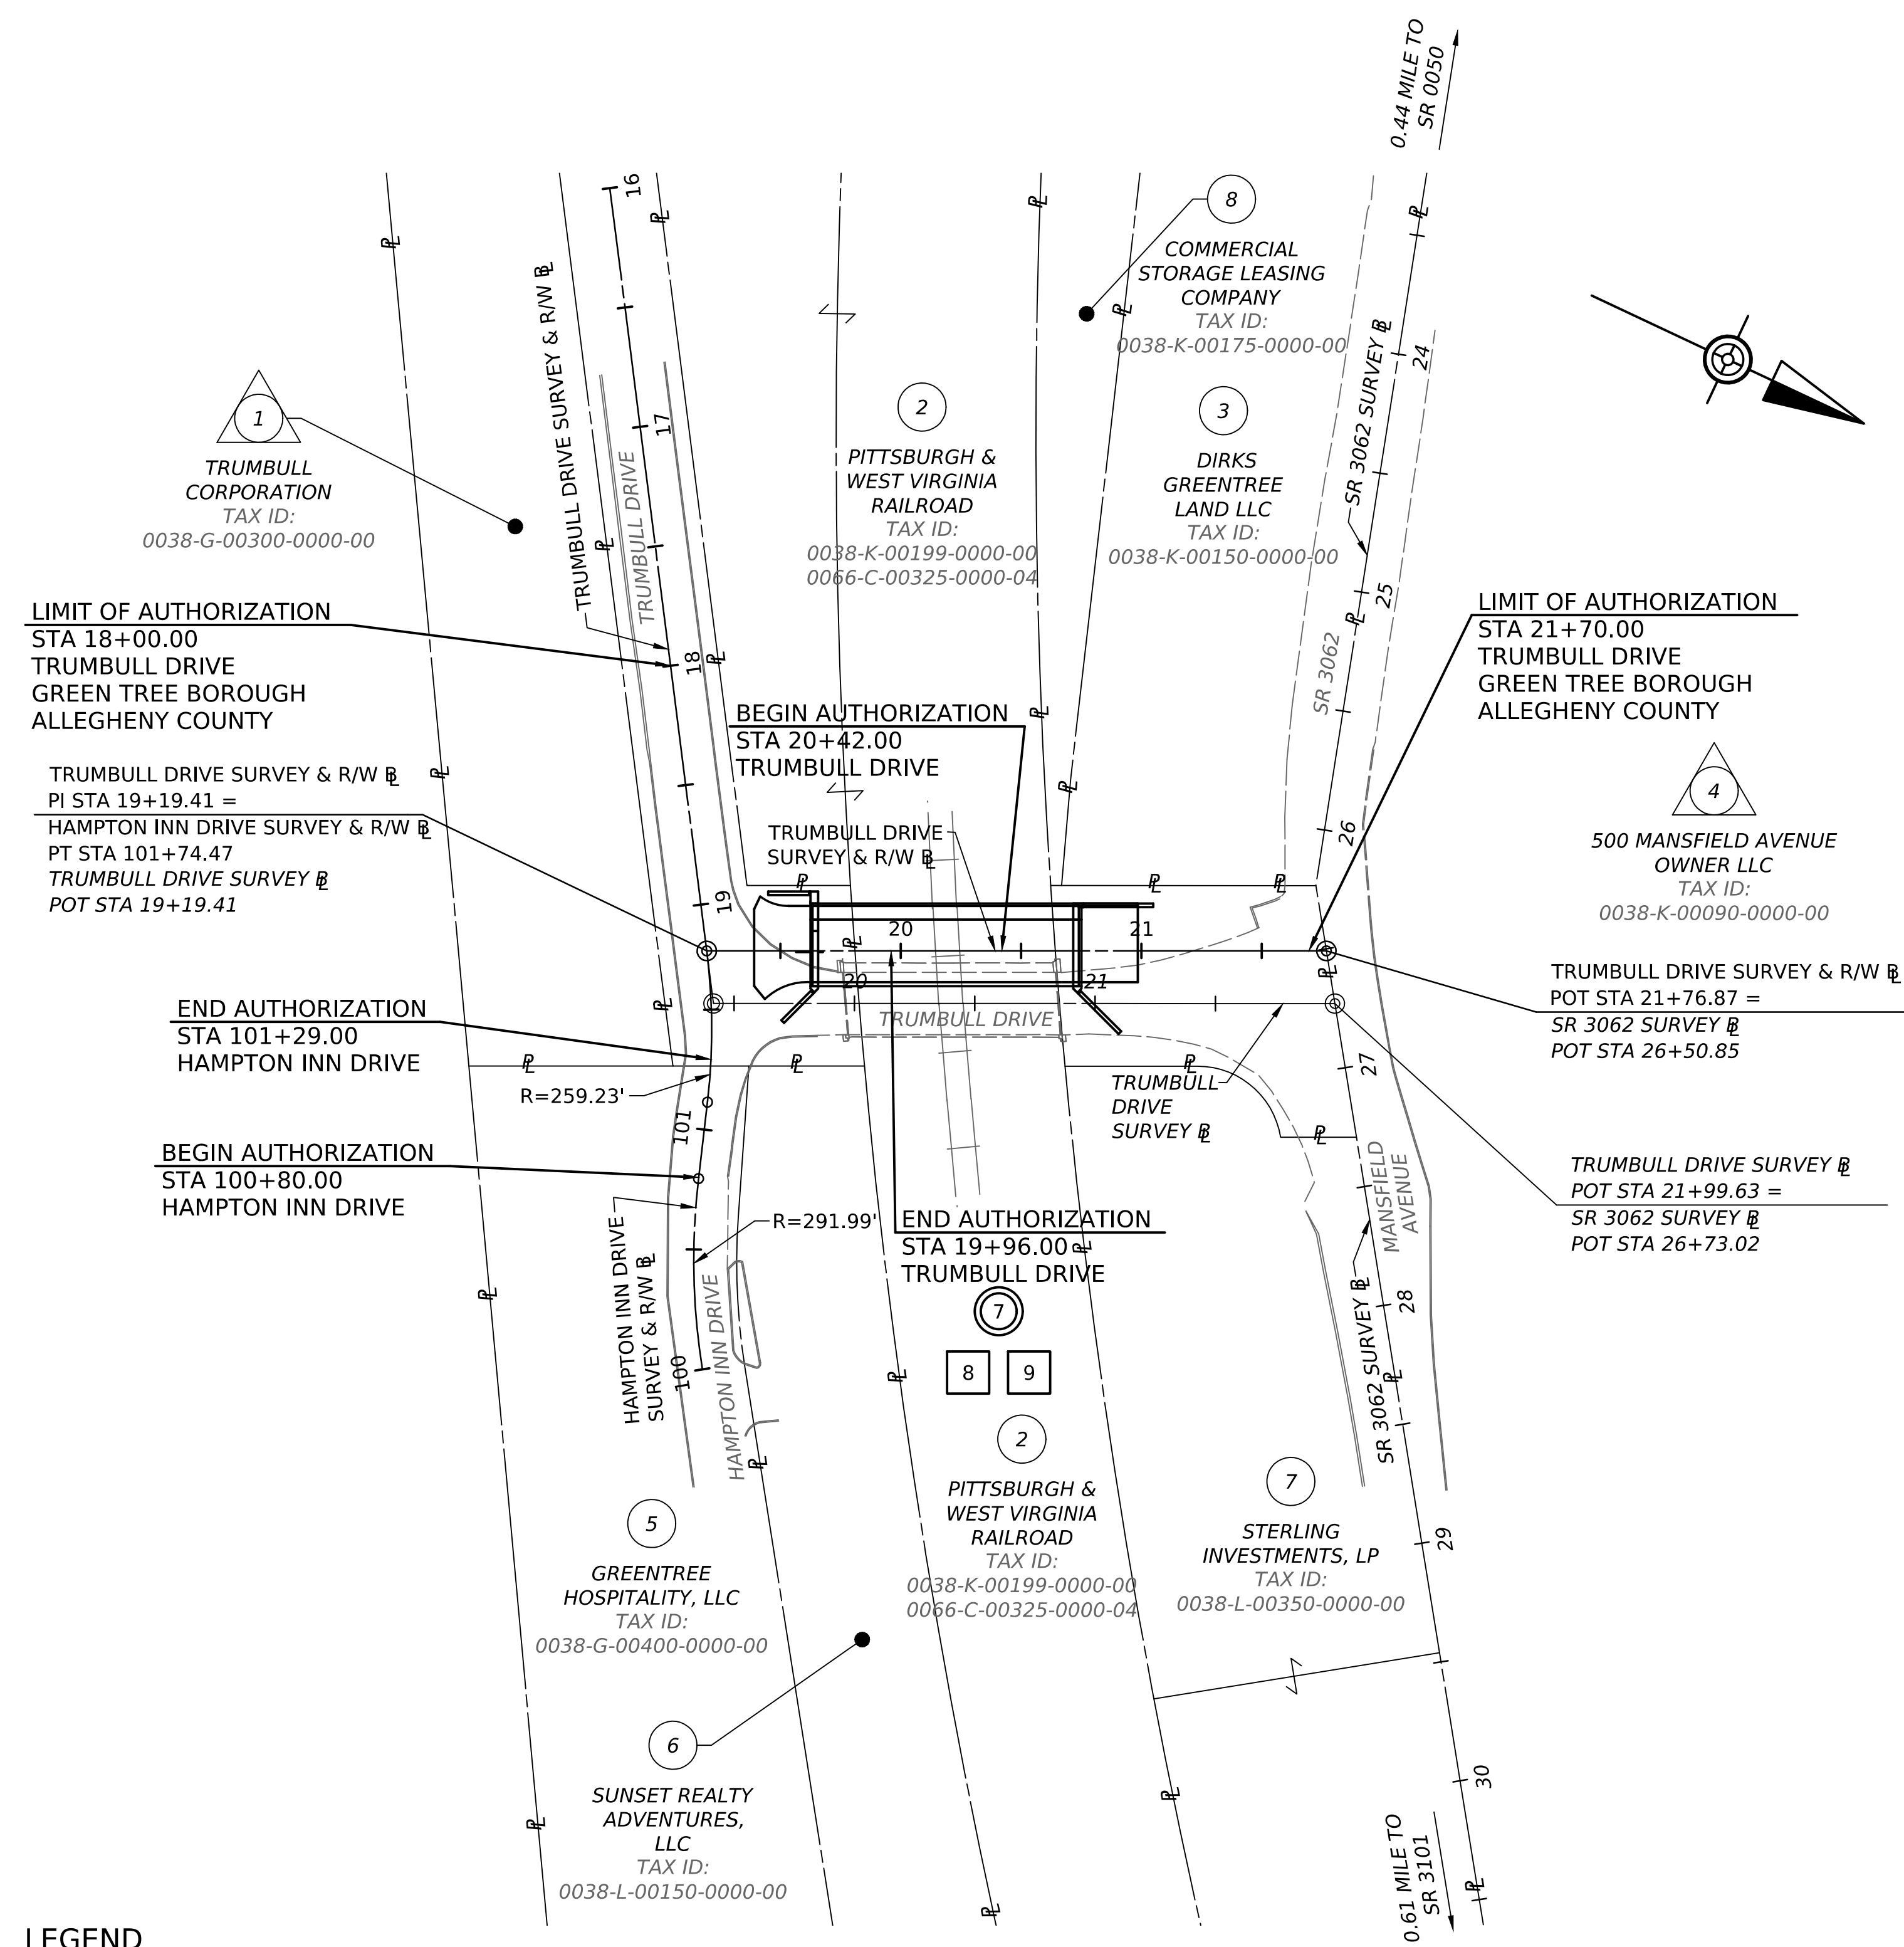 0.44 MILE TO
SR 0050
16
8
COMMERCIAL
STORAGE LEASING
COMPANY
TAX ID:
0038-K-00175-0000-00
TRUMBULL DRIVE SURVEY & R/W BL
SR 3062 SURVEY BL
24
1
TRUMBULL
CORPORATION
TAX ID:
0038-G-00300-0000-00
17
TRUMBULL DRIVE
2
PITTSBURGH &
WEST VIRGINIA
RAILROAD
TAX ID:
0038-K-00199-0000-00
0066-C-00325-0000-04
3
DIRKS
GREENTREE
LAND LLC
TAX ID:
0038-K-00150-0000-00
25
SR 3062
LIMIT OF AUTHORIZATION
STA 18+00.00
TRUMBULL DRIVE
GREEN TREE BOROUGH
ALLEGHENY COUNTY
18
LIMIT OF AUTHORIZATION
STA 21+70.00
TRUMBULL DRIVE
GREEN TREE BOROUGH
ALLEGHENY COUNTY
BEGIN AUTHORIZATION
STA 20+42.00
TRUMBULL DRIVE
TRUMBULL DRIVE SURVEY & R/W BL
PI STA 19+19.41 =
HAMPTON INN DRIVE SURVEY & R/W BL
PT STA 101+74.47
TRUMBULL DRIVE SURVEY BL
POT STA 19+19.41
TRUMBULL DRIVE
SURVEY & R/W BL
26
4
500 MANSFIELD AVENUE
OWNER LLC
TAX ID:
0038-K-00090-0000-00
19
20
21
20
21
TRUMBULL DRIVE
TRUMBULL DRIVE SURVEY & R/W BL
POT STA 21+76.87 =
SR 3062 SURVEY BL
POT STA 26+50.85
END AUTHORIZATION
STA 101+29.00
HAMPTON INN DRIVE
R=259.23'
101
27
TRUMBULL
DRIVE
SURVEY BL
BEGIN AUTHORIZATION
STA 100+80.00
HAMPTON INN DRIVE
MANSFIELD
AVENUE
TRUMBULL DRIVE SURVEY BL
POT STA 21+99.63 =
SR 3062 SURVEY BL
POT STA 26+73.02
R=291.99'
END AUTHORIZATION
STA 19+96.00
TRUMBULL DRIVE
HAMPTON INN DRIVE
SURVEY & R/W BL
100
HAMPTON INN DRIVE
7
8
9
SR 3062 SURVEY BL
28
2
PITTSBURGH &
WEST VIRGINIA
RAILROAD
TAX ID:
0038-K-00199-0000-00
0066-C-00325-0000-04
7
STERLING
INVESTMENTS, LP
TAX ID:
0038-L-00350-0000-00
29
5
GREENTREE
HOSPITALITY, LLC
TAX ID:
0038-G-00400-0000-00
6
SUNSET REALTY
ADVENTURES,
LLC
TAX ID:
0038-L-00150-0000-00
30
0.61 MILE TO
SR 3101
LEGEND